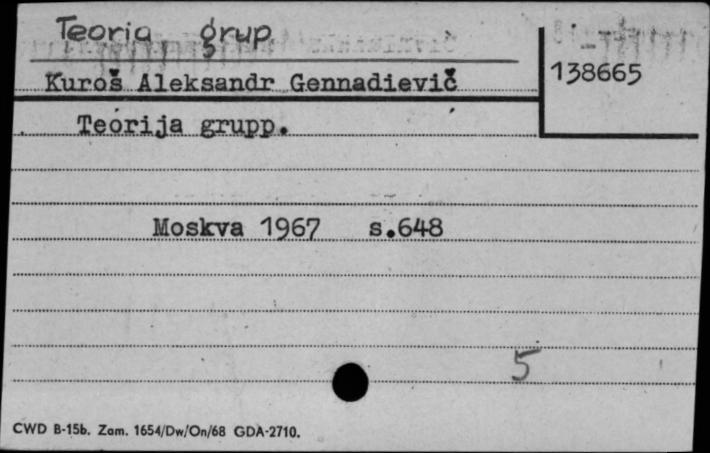 Teoria grup
Kuroš Aleksandr Gennadievič
138665
Teorija grupp.
Moskva 1967 s.648
5
CWD B-15b. Zam. 1654/Dw/On/68 GDA-2710.